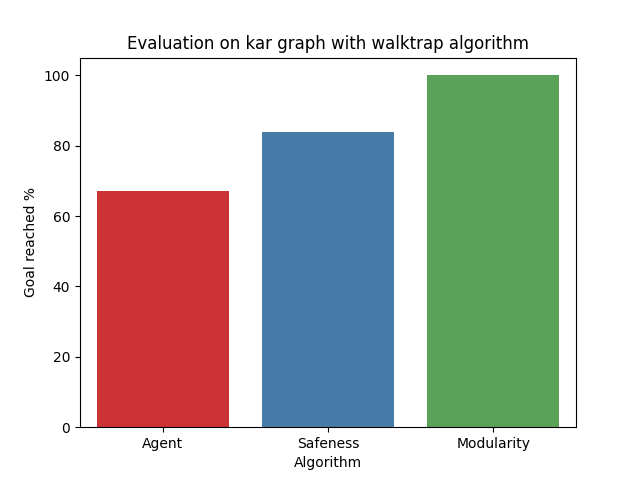 Evaluation on kar graph with walktrap algorithm
100
80
60
40
20
0
Goal reached %
Agent
Safeness
Modularity
Algorithm